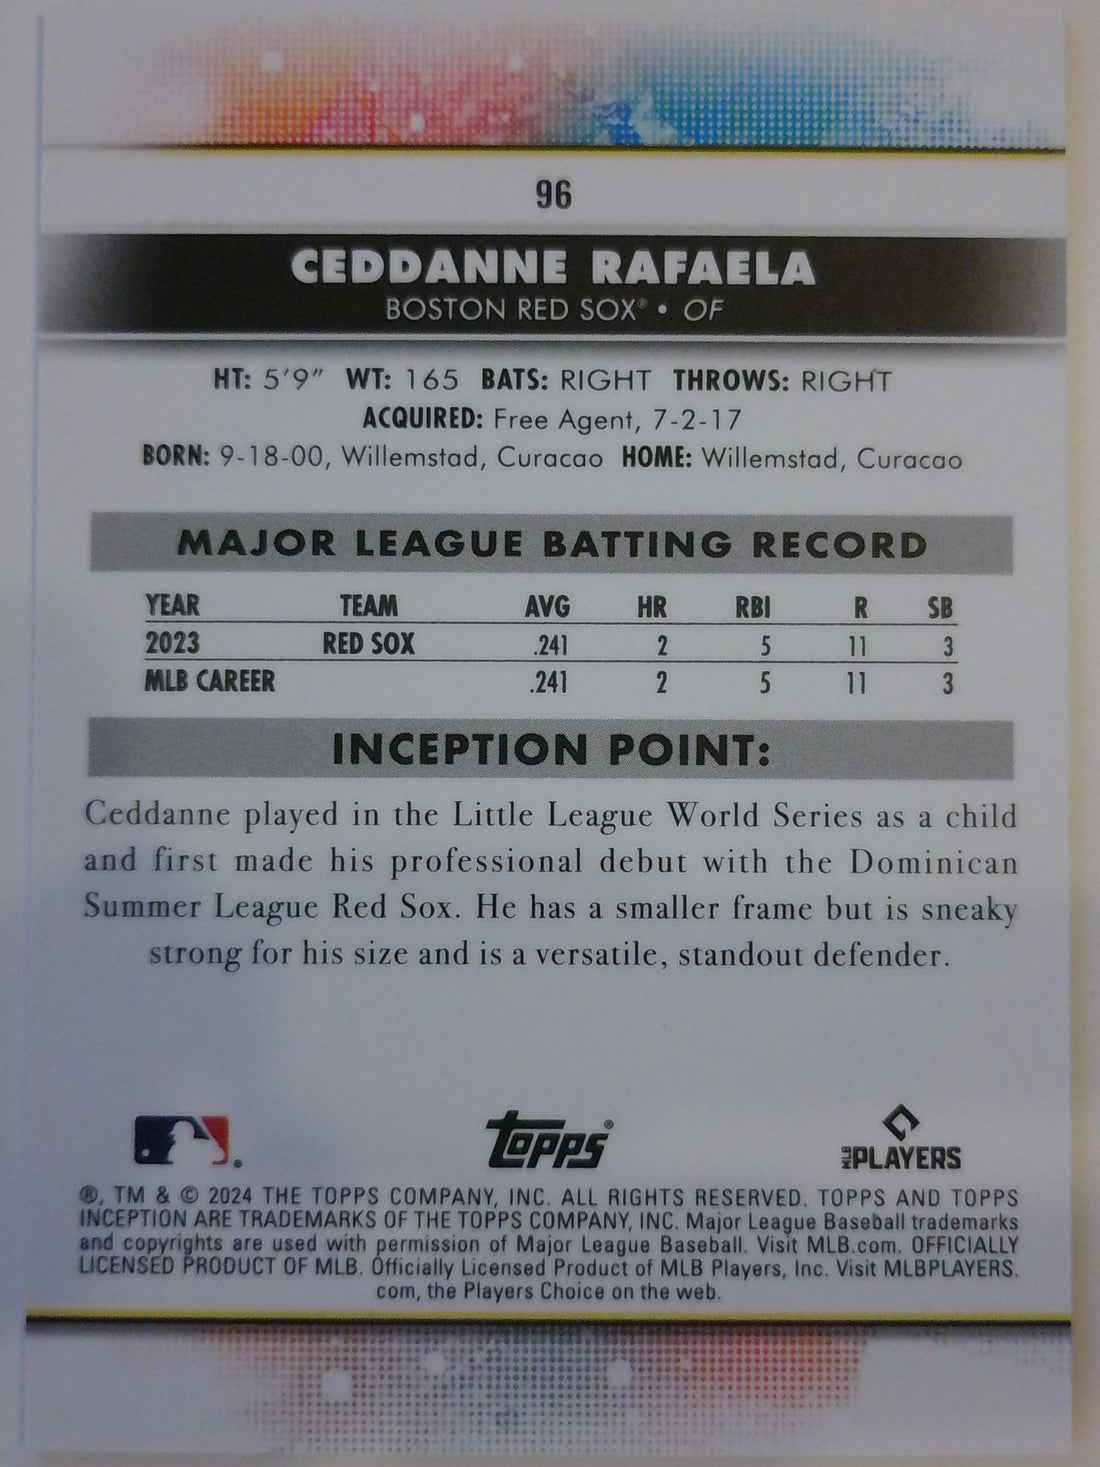 96
CEDDANNE RAFAELA
BOSTON RED SOX® • OF
HT: 5'9" WT: 165 BATS: RIGHT THROWS: RIGHT
ACQUIRED: Free Agent, 7-2-17
BORN: 9-18-00, Willemstad, Curacao HOME: Willemstad, Curacao
MAJOR LEAGUE BATTING RECORD
YEAR TEAM AVG HR RBI R SB
2023 RED SOX .241 2 5 11 3
MLB CAREER .241 2 5 11 3
INCEPTION POINT:
Ceddanne played in the Little League World Series as a child
and first made his professional debut with the Dominican
Summer League Red Sox. He has a smaller frame but is sneaky
strong for his size and is a versatile, standout defender.
Topps® MLB PLAYERS
®, TM & © 2024 THE TOPPS COMPANY, INC. ALL RIGHTS RESERVED. TOPPS AND TOPPS
INCEPTION ARE TRADEMARKS OF THE TOPPS COMPANY, INC. Major League Baseball trademarks
and copyrights are used with permission of Major League Baseball. Visit MLB.com. OFFICIALLY
LICENSED PRODUCT OF MLB. Officially Licensed Product of MLB Players, Inc. Visit MLBPLAYERS.
com, the Players Choice on the web.